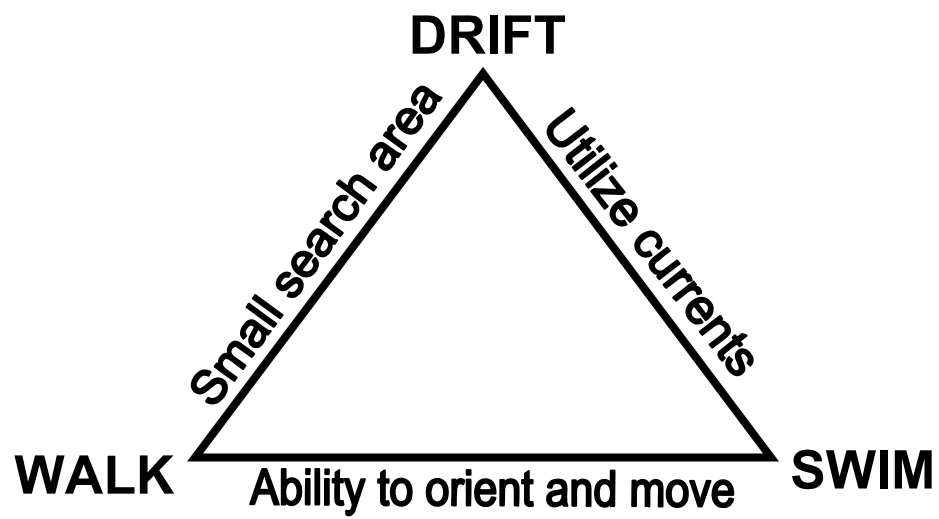 DRIFT
Small search area
Utilize currents
WALK
SWIM
Ability to orient and move